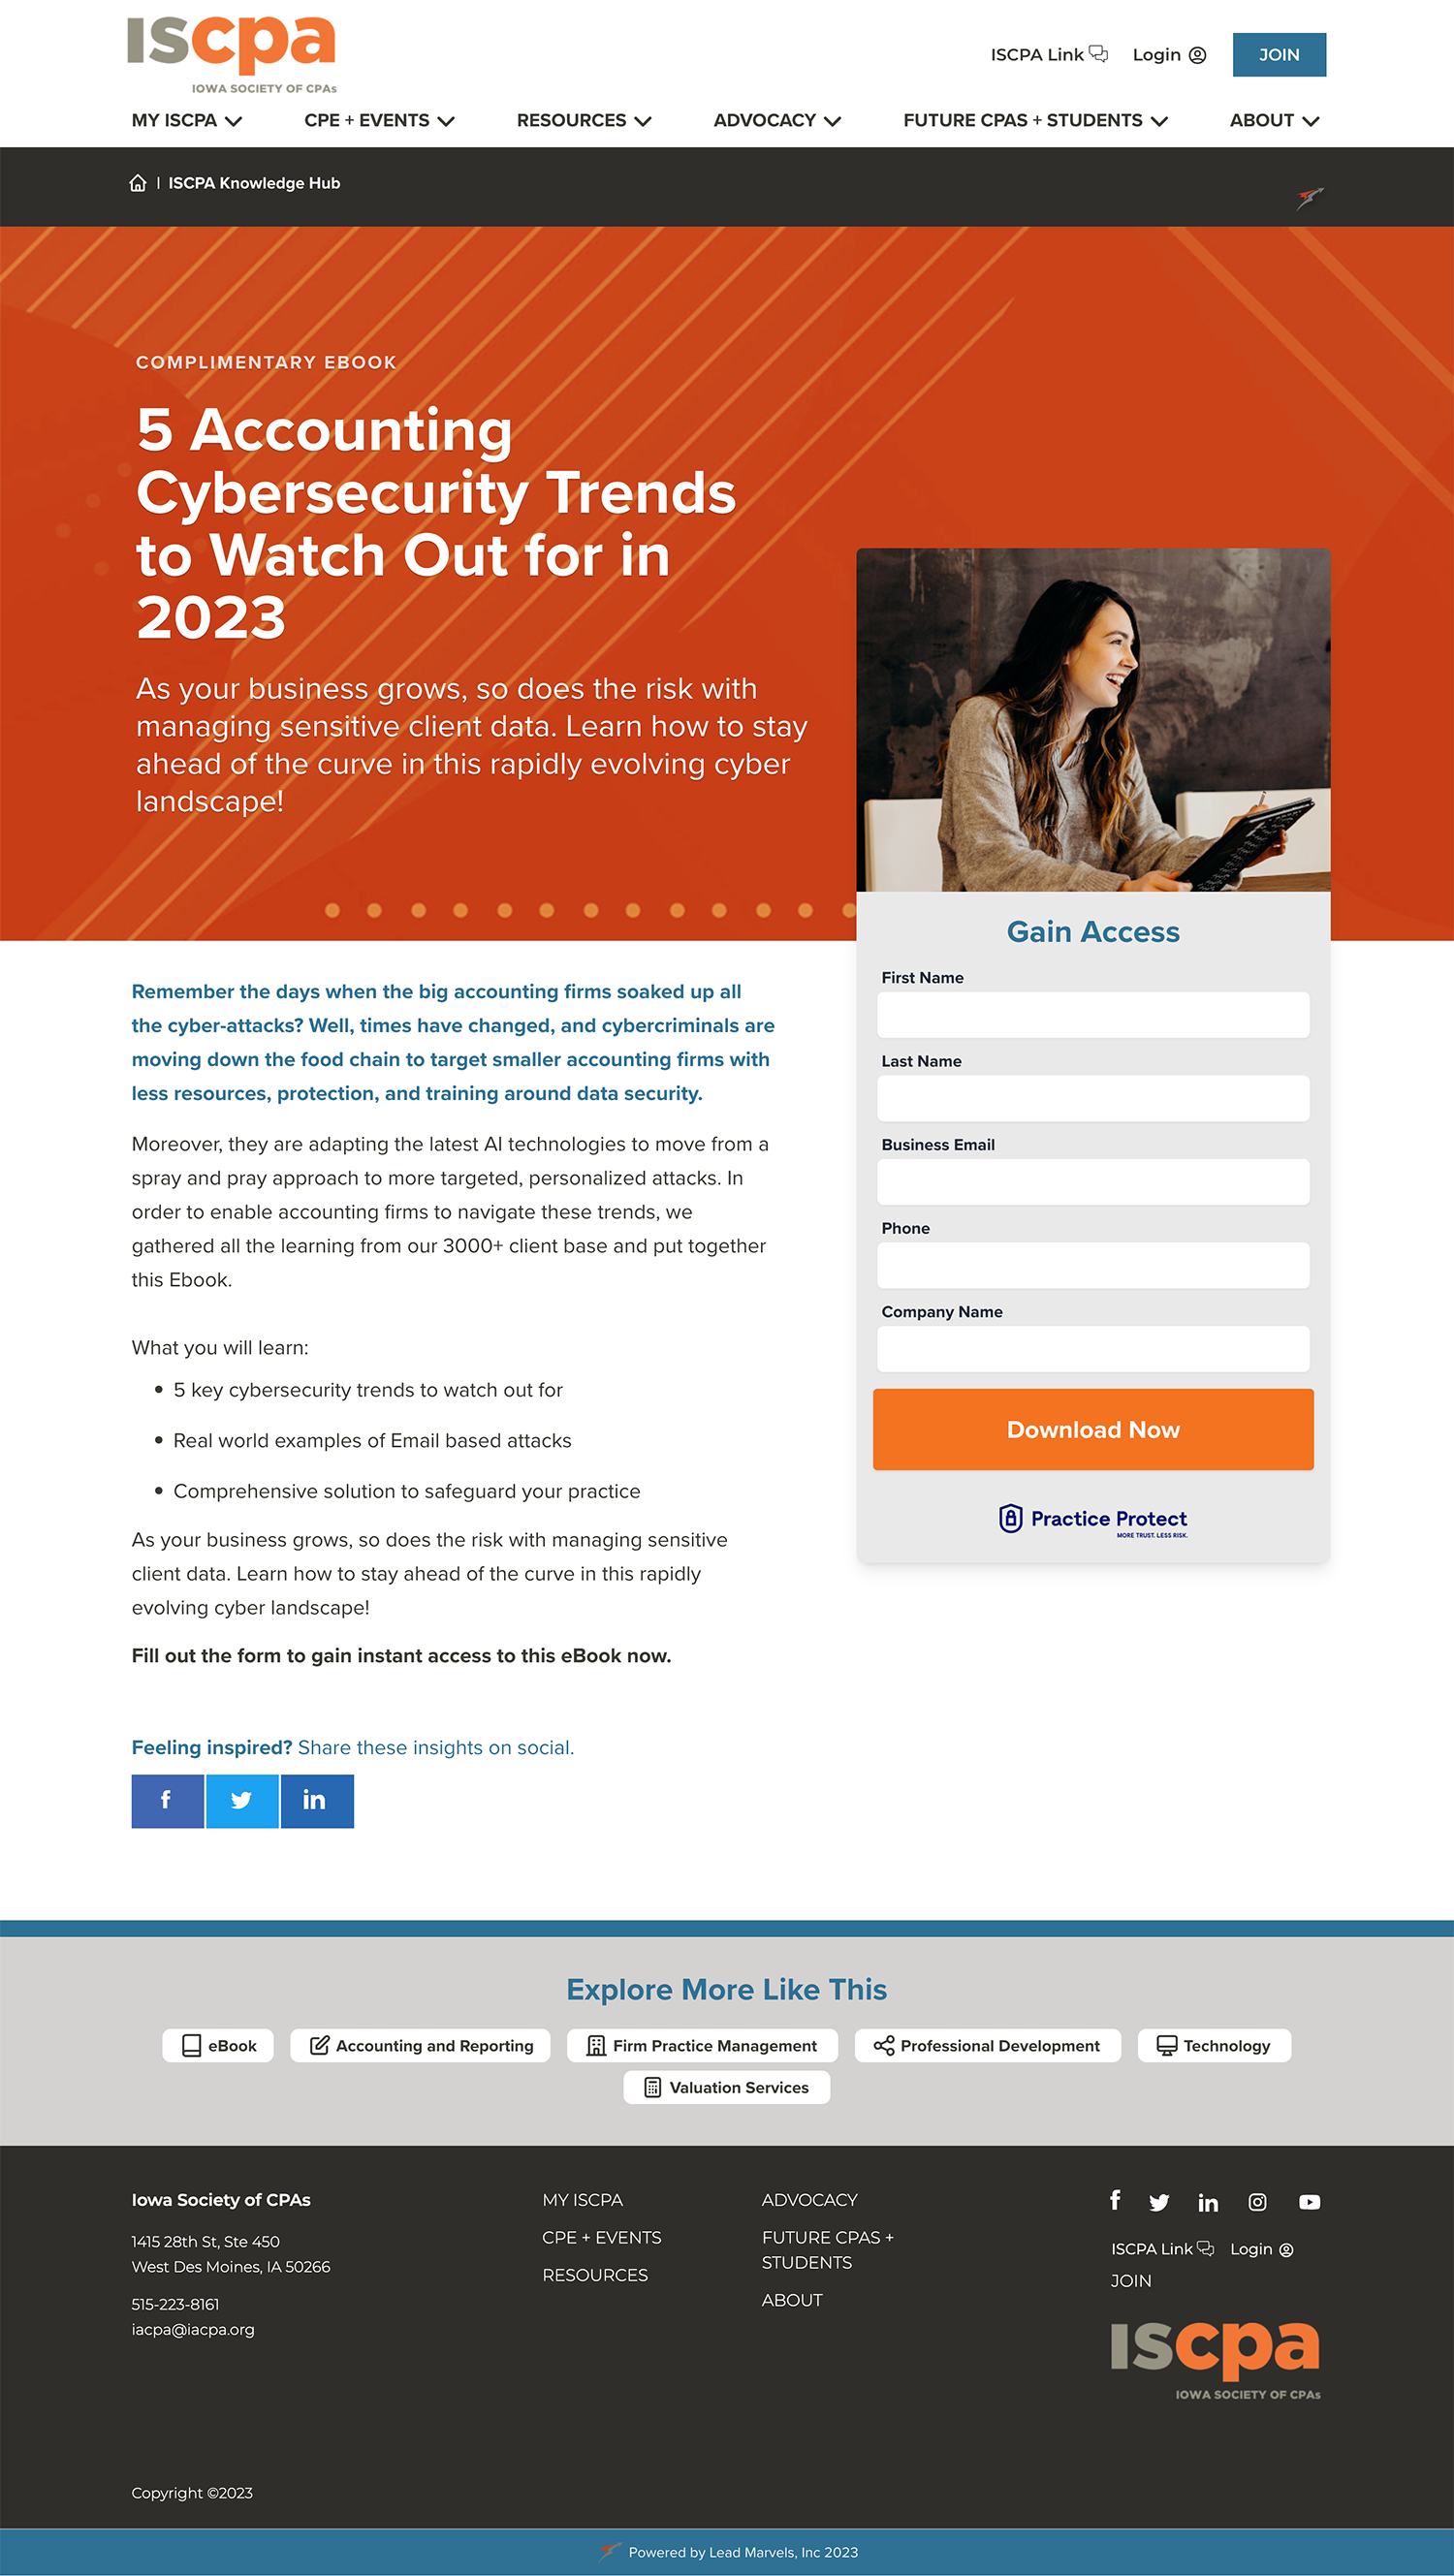 iscpa
IOWA SOCIETY OF CPAs
ISCPA Link
Login
JOIN
MY ISCPA
CPE + EVENTS
RESOURCES
ADVOCACY
FUTURE CPAS + STUDENTS
ABOUT
| ISCPA Knowledge Hub
COMPLIMENTARY EBOOK
5 Accounting
Cybersecurity Trends
to Watch Out for in
2023
As your business grows, so does the risk with
managing sensitive client data. Learn how to stay
ahead of the curve in this rapidly evolving cyber
landscape!
Remember the days when the big accounting firms soaked up all
the cyber-attacks? Well, times have changed, and cybercriminals are
moving down the food chain to target smaller accounting firms with
less resources, protection, and training around data security.
Moreover, they are adapting the latest AI technologies to move from a
spray and pray approach to more targeted, personalized attacks. In
order to enable accounting firms to navigate these trends, we
gathered all the learning from our 3000+ client base and put together
this Ebook.
What you will learn:
• 5 key cybersecurity trends to watch out for
• Real world examples of Email based attacks
• Comprehensive solution to safeguard your practice
As your business grows, so does the risk with managing sensitive
client data. Learn how to stay ahead of the curve in this rapidly
evolving cyber landscape!
Fill out the form to gain instant access to this eBook now.
Gain Access
First Name
Last Name
Business Email
Phone
Company Name
Download Now
Practice Protect
MORE TRUST. LESS RISK.
Feeling inspired? Share these insights on social.
Explore More Like This
eBook
Accounting and Reporting
Firm Practice Management
Professional Development
Technology
Valuation Services
Iowa Society of CPAs
1415 28th St, Ste 450
West Des Moines, IA 50266
515-223-8161
iacpa@iacpa.org
MY ISCPA
CPE + EVENTS
RESOURCES
ADVOCACY
FUTURE CPAS +
STUDENTS
ABOUT
ISCPA Link
Login
JOIN
iscpa
IOWA SOCIETY OF CPAs
Copyright ©2023
Powered by Lead Marvels, Inc 2023